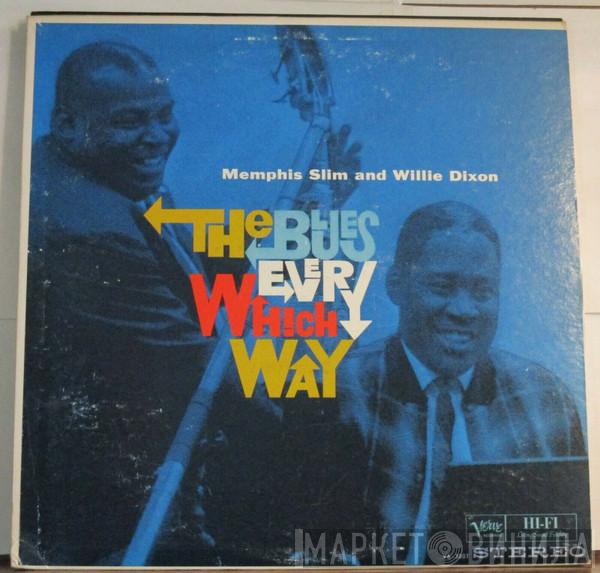 Memphis Slim and Willie Dixon
THe BLUES
EVERY
WHicH
WAY
Verve
HI-FI
STEREO
МАРКЕТ ВИНИЛА